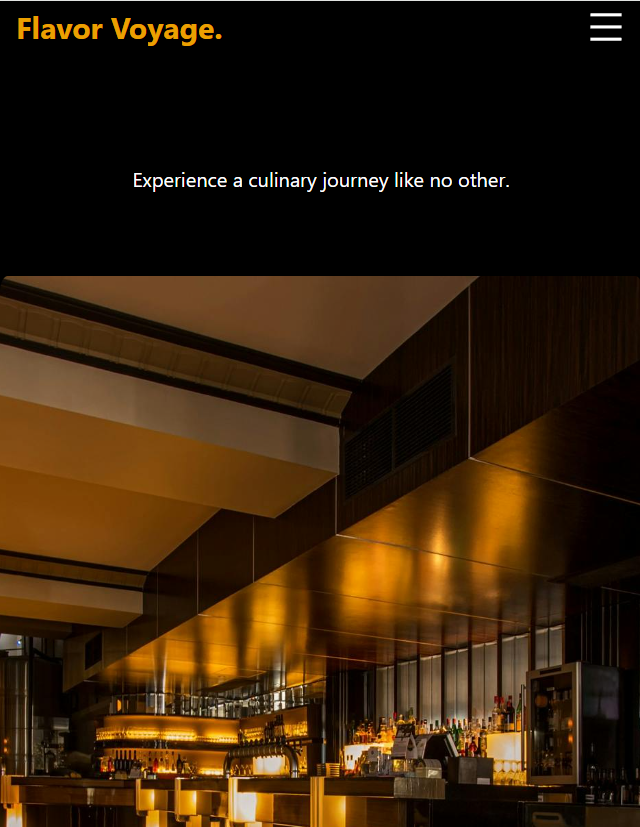 Flavor Voyage.
Experience a culinary journey like no other.